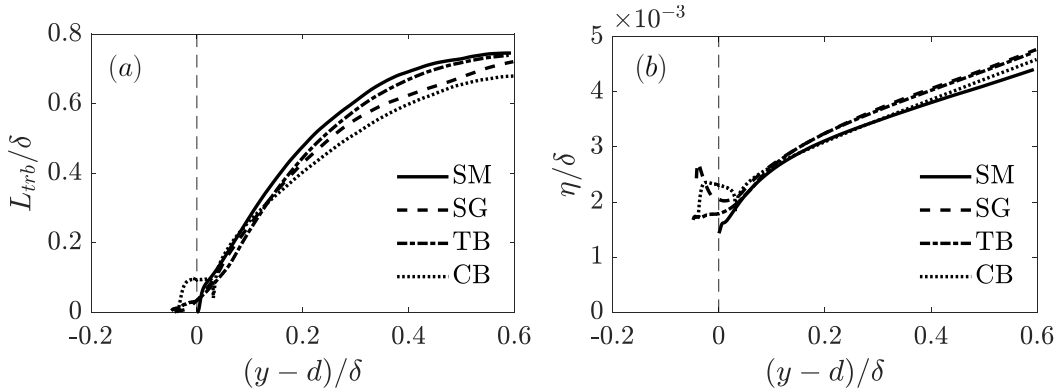 (a)
0.8
0.6
0.4
0.2
0
-0.2 0 0.2 0.4 0.6
L_{trb}/δ
(y − d)/δ
SM
SG
TB
CB
×10^{−3}
(b)
5
4
3
2
1
0
-0.2 0 0.2 0.4 0.6
η/δ
(y − d)/δ
SM
SG
TB
CB